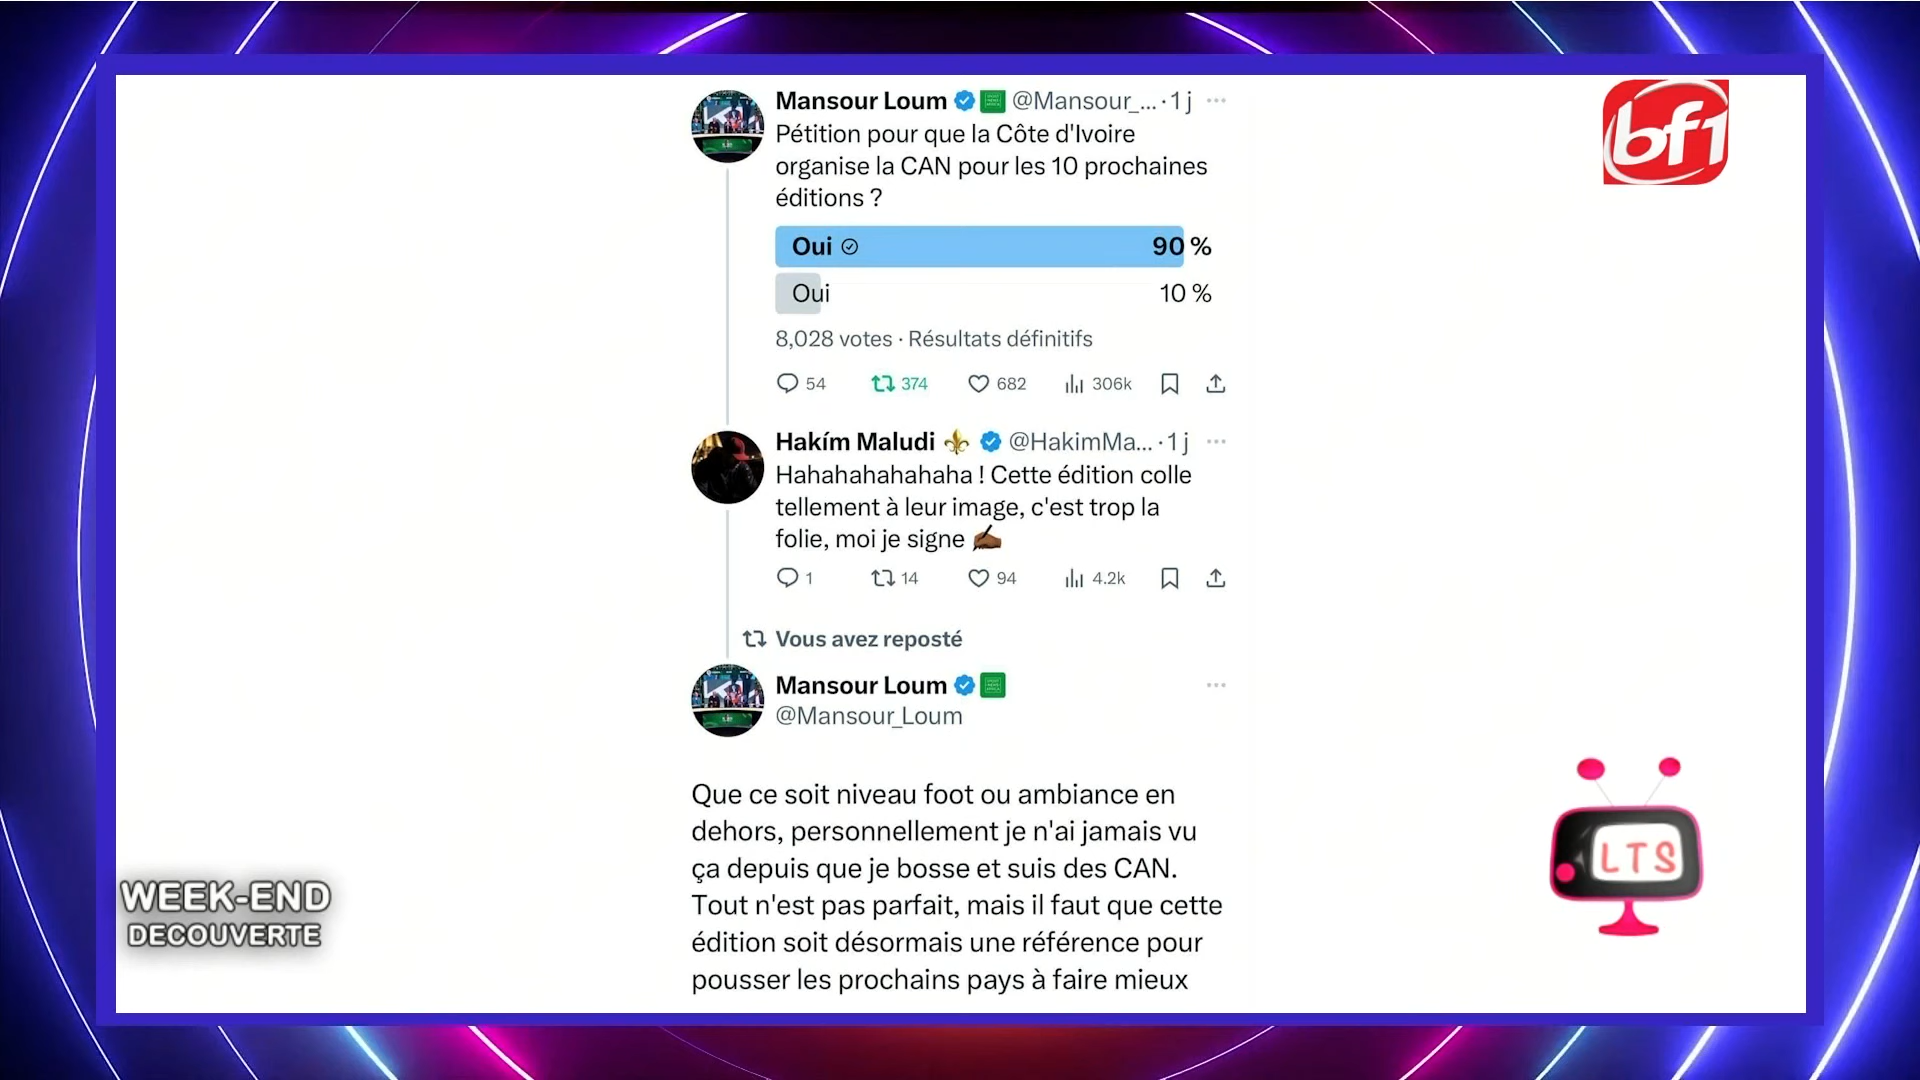 Mansour Loum @Mansour_... · 1 j
Pétition pour que la Côte d'Ivoire
organise la CAN pour les 10 prochaines
éditions ?
Oui 90 %
Oui 10 %
8,028 votes · Résultats définitifs
54 374 682 306k
Hakím Maludi @HakimMa... · 1 j
Hahahahahahaha ! Cette édition colle
tellement à leur image, c'est trop la
folie, moi je signe
1 14 94 4.2k
Vous avez reposté
Mansour Loum
@Mansour_Loum
Que ce soit niveau foot ou ambiance en
dehors, personnellement je n'ai jamais vu
ça depuis que je bosse et suis des CAN.
Tout n'est pas parfait, mais il faut que cette
édition soit désormais une référence pour
pousser les prochains pays à faire mieux
bf1
LTS
WEEK-END
DECOUVERTE